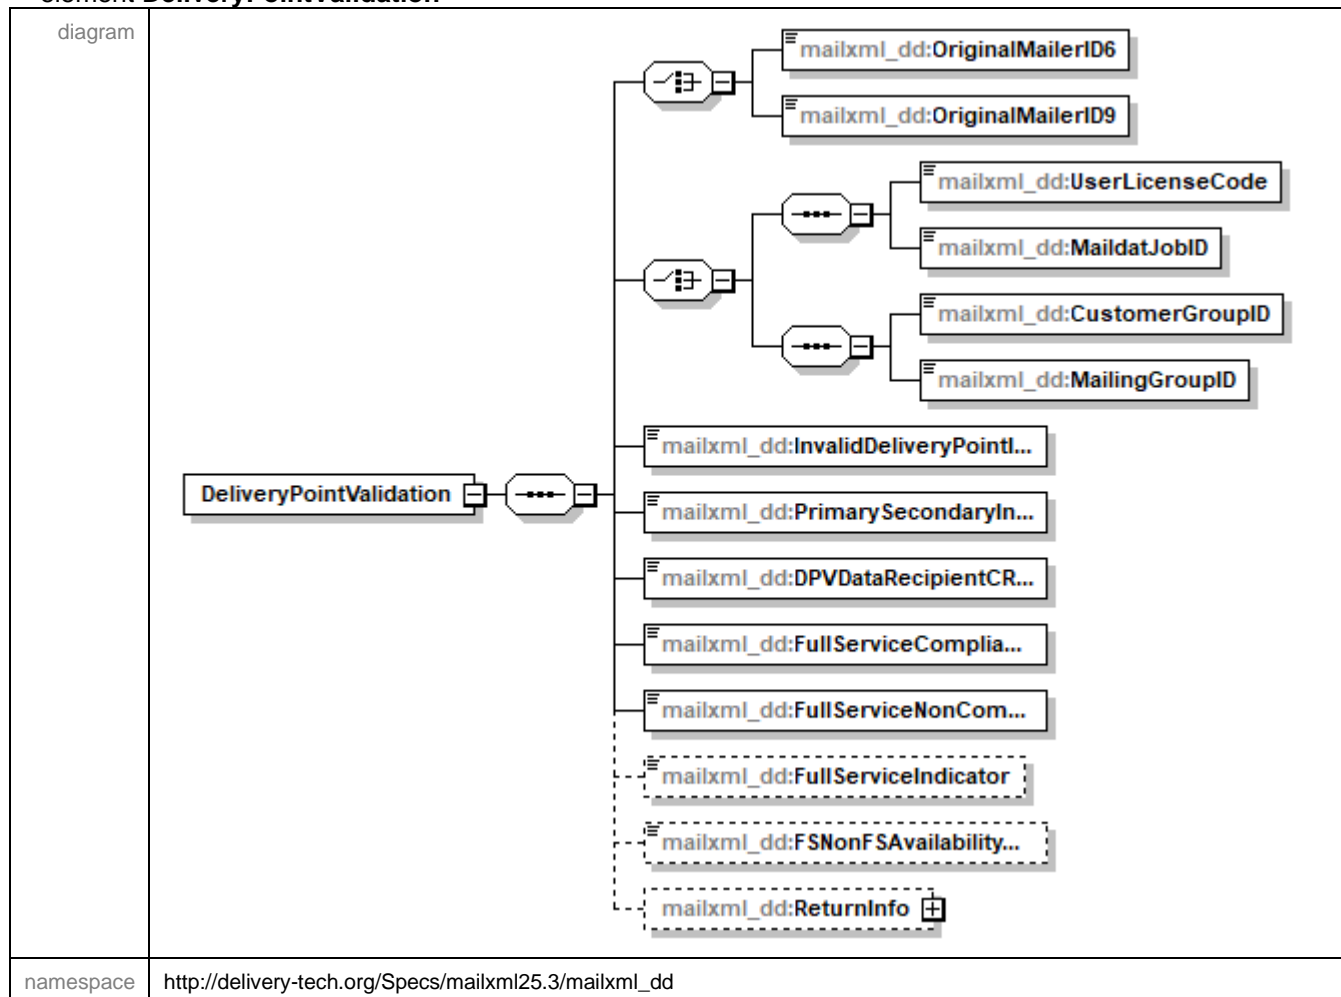 element DeliveryPointValidation
diagram
mailxml_dd:OriginalMailerID6
mailxml_dd:OriginalMailerID9
mailxml_dd:UserLicenseCode
mailxml_dd:MaildatJobID
mailxml_dd:CustomerGroupID
mailxml_dd:MailingGroupID
mailxml_dd:InvalidDeliveryPointI...
DeliveryPointValidation
mailxml_dd:PrimarySecondaryIn...
mailxml_dd:DPVDataRecipientCR...
mailxml_dd:FullServiceComplia...
mailxml_dd:FullServiceNonCom...
mailxml_dd:FullServiceIndicator
mailxml_dd:FSNonFSAvailability...
mailxml_dd:ReturnInfo
namespace http://delivery-tech.org/Specs/mailxml25.3/mailxml_dd